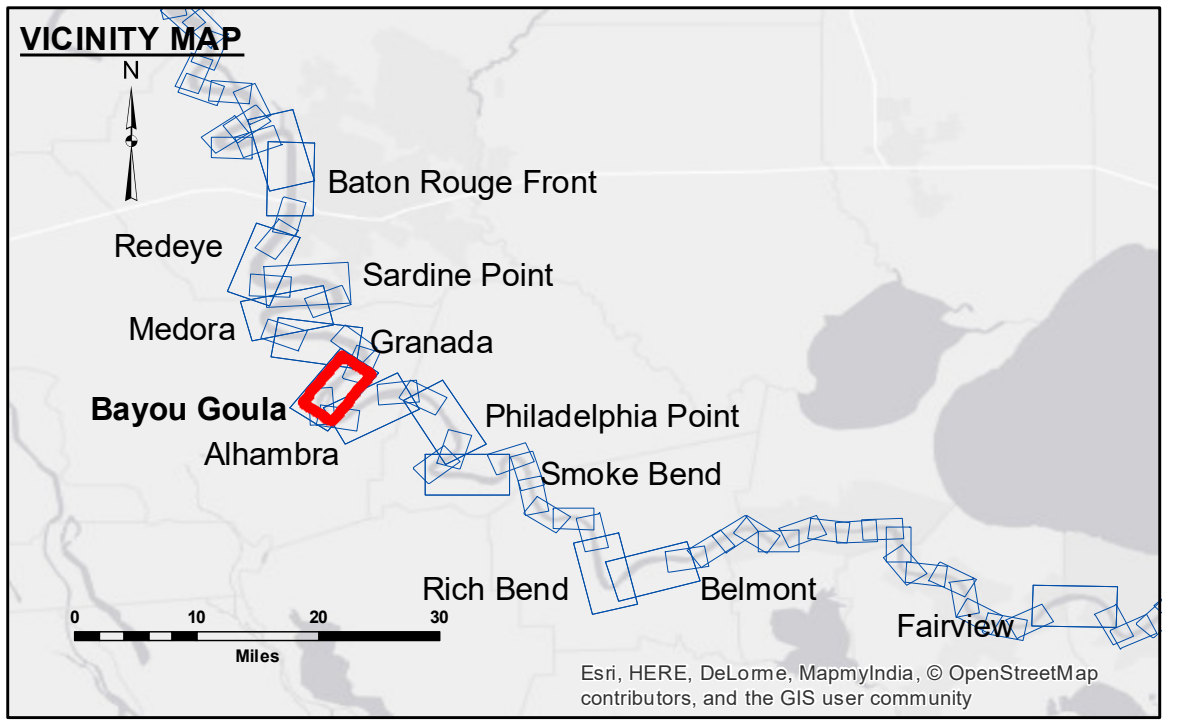 VICINITY MAP
N
Baton Rouge Front
Redeye
Sardine Point
Medora
Granada
Bayou Goula
Philadelphia Point
Alhambra
Smoke Bend
Rich Bend
Belmont
Fairview
0 10 20 30
Miles
Esri, HERE, DeLorme, MapmyIndia, © OpenStreetMap
contributors, and the GIS user community